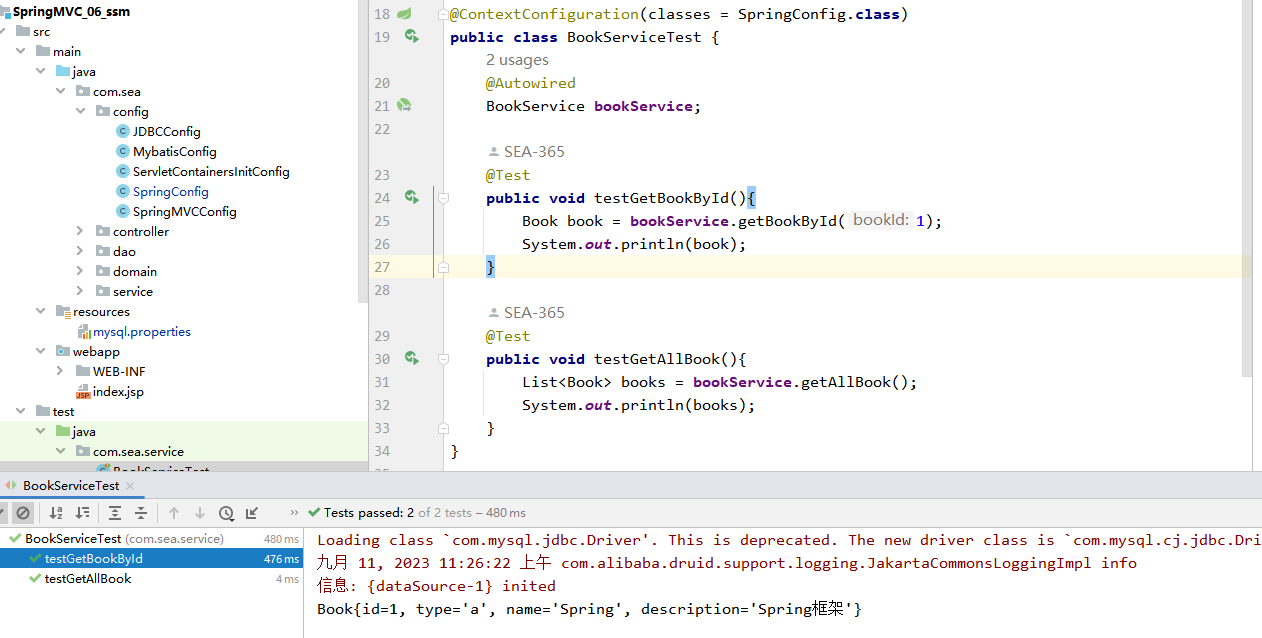 SpringMVC_06_ssm
src
main
java
com.sea
config
JDBCConfig
MybatisConfig
ServletContainersInitConfig
SpringConfig
SpringMVCConfig
controller
dao
domain
service
resources
mysql.properties
webapp
WEB-INF
index.jsp
test
java
com.sea.service
BookServiceTest
18 @ContextConfiguration(classes = SpringConfig.class)
19 public class BookServiceTest {
2 usages
20 @Autowired
21 BookService bookService;
22
SEA-365
23 @Test
24 public void testGetBookById(){
25 Book book = bookService.getBookById( bookId: 1);
26 System.out.println(book);
27 }
28
SEA-365
29 @Test
30 public void testGetAllBook(){
31 List<Book> books = bookService.getAllBook();
32 System.out.println(books);
33 }
34 }
BookServiceTest
Tests passed: 2 of 2 tests – 480 ms
BookServiceTest (com.sea.service) 480 ms
testGetBookById 476 ms
testGetAllBook 4 ms
Loading class `com.mysql.jdbc.Driver'. This is deprecated. The new driver class is `com.mysql.cj.jdbc.Dri
九月 11, 2023 11:26:22 上午 com.alibaba.druid.support.logging.JakartaCommonsLoggingImpl info
信息: {dataSource-1} inited
Book{id=1, type='a', name='Spring', description='Spring框架'}